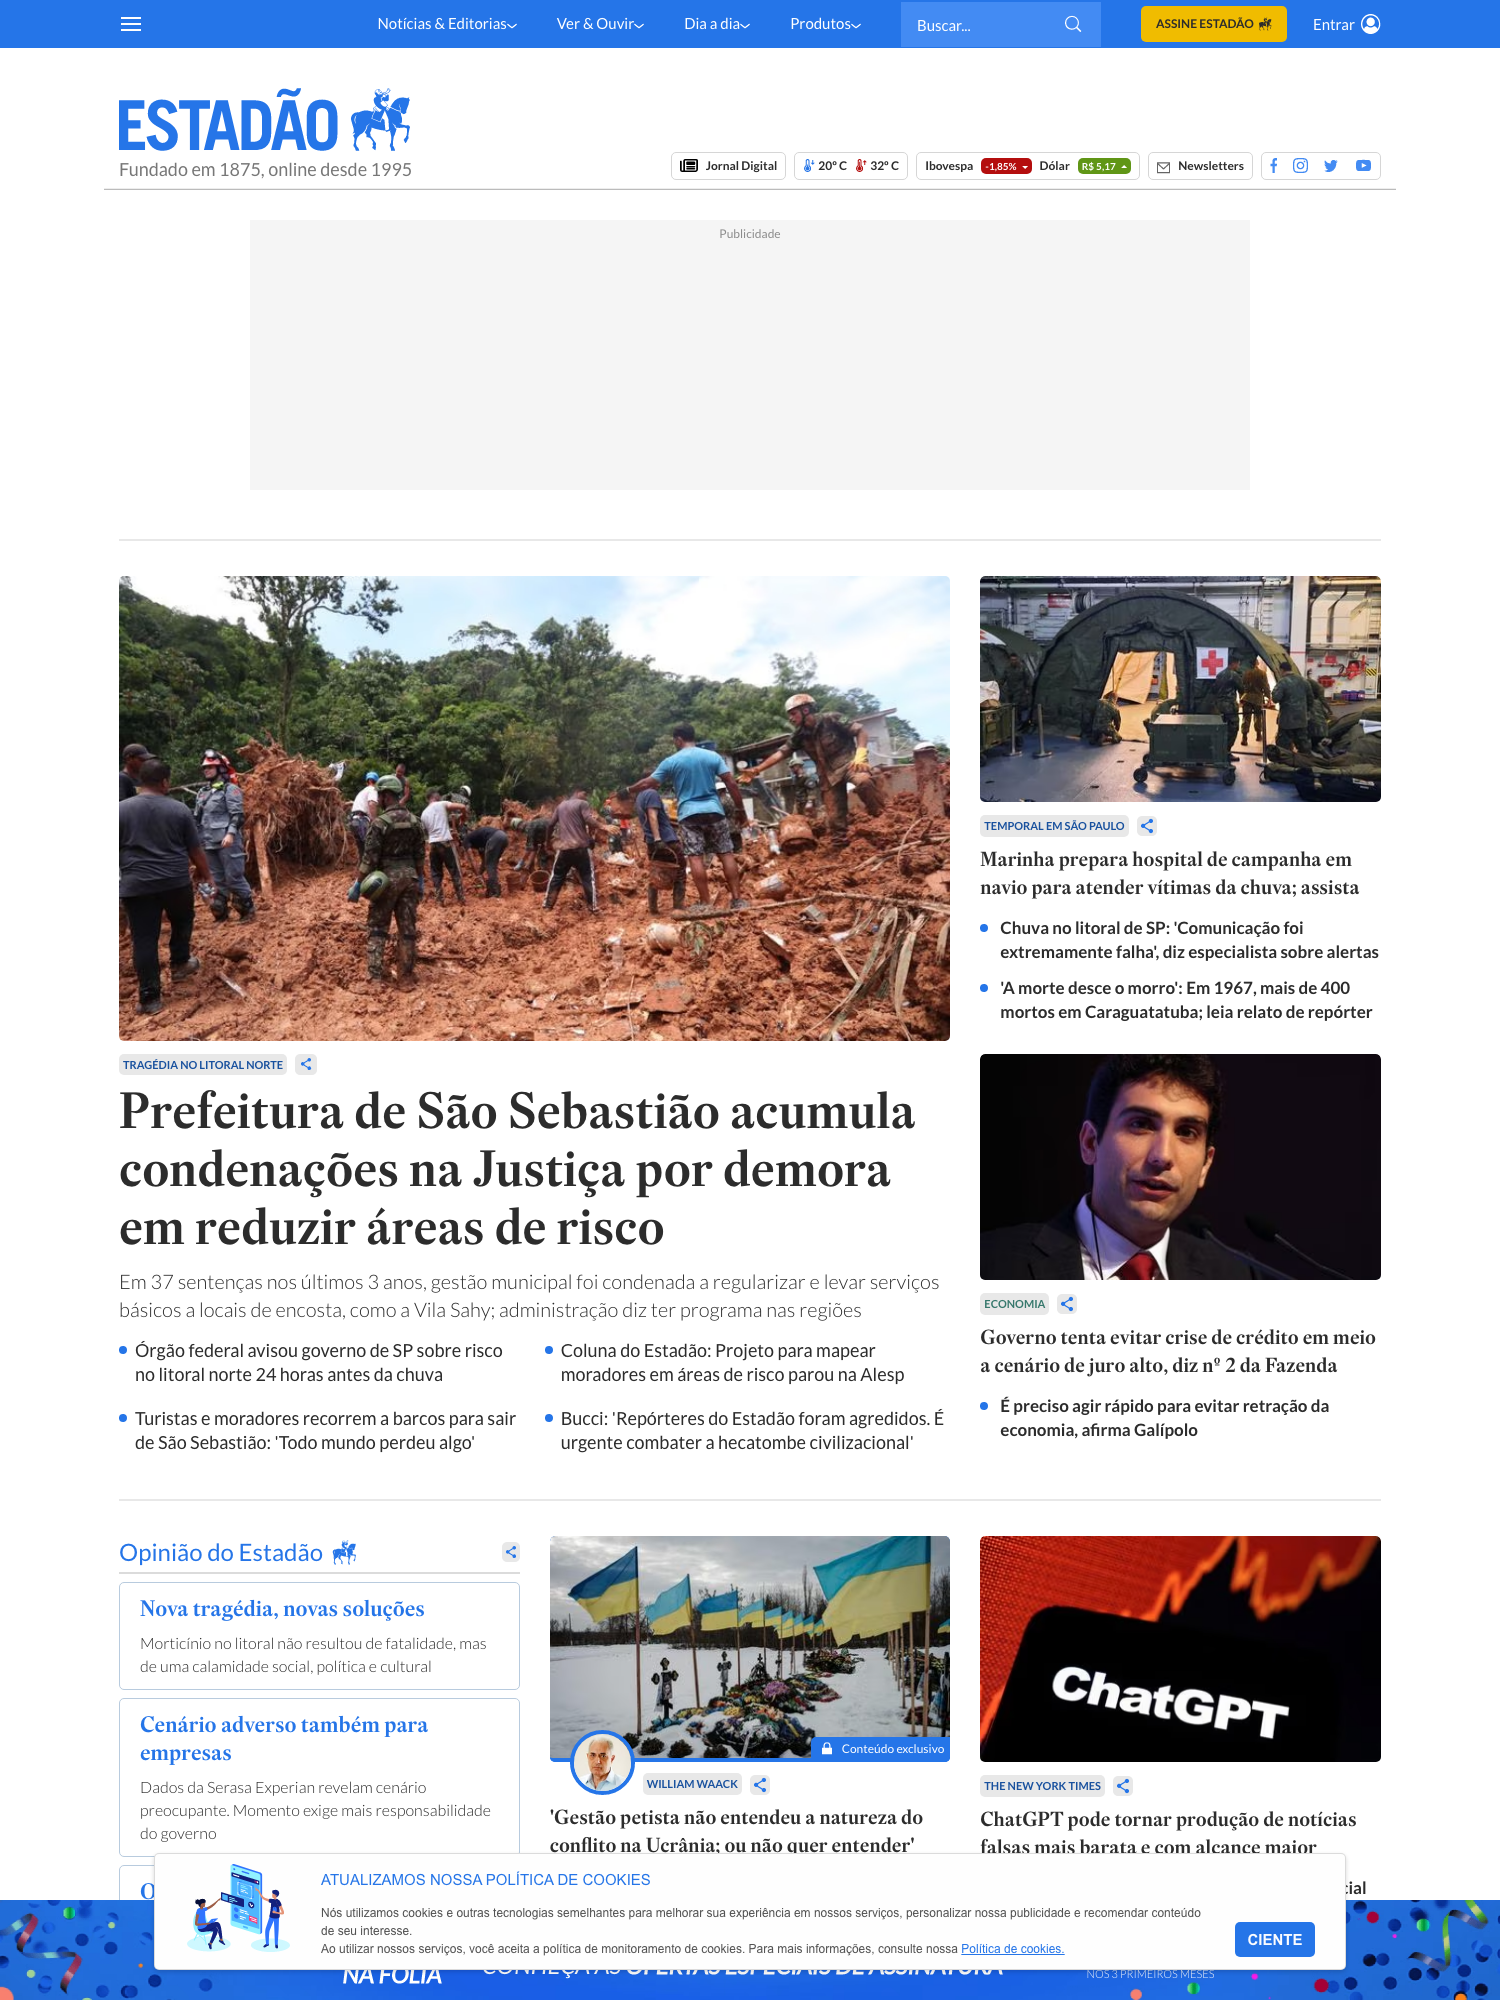 Notícias & Editorias
Ver & Ouvir
Dia a dia
Produtos
Buscar...
ASSINE ESTADÃO
Entrar
ESTADÃO
Fundado em 1875, online desde 1995
Jornal Digital
20º C 32º C
Ibovespa -1,85% Dólar R$ 5,17
Newsletters
Publicidade
TRAGÉDIA NO LITORAL NORTE
Prefeitura de São Sebastião acumula
condenações na Justiça por demora
em reduzir áreas de risco
Em 37 sentenças nos últimos 3 anos, gestão municipal foi condenada a regularizar e levar serviços
básicos a locais de encosta, como a Vila Sahy; administração diz ter programa nas regiões
Órgão federal avisou governo de SP sobre risco
no litoral norte 24 horas antes da chuva
Coluna do Estadão: Projeto para mapear
moradores em áreas de risco parou na Alesp
Turistas e moradores recorrem a barcos para sair
de São Sebastião: 'Todo mundo perdeu algo'
Bucci: 'Repórteres do Estadão foram agredidos. É
urgente combater a hecatombe civilizacional'
TEMPORAL EM SÃO PAULO
Marinha prepara hospital de campanha em
navio para atender vítimas da chuva; assista
Chuva no litoral de SP: 'Comunicação foi
extremamente falha', diz especialista sobre alertas
'A morte desce o morro': Em 1967, mais de 400
mortos em Caraguatatuba; leia relato de repórter
ECONOMIA
Governo tenta evitar crise de crédito em meio
a cenário de juro alto, diz nº 2 da Fazenda
É preciso agir rápido para evitar retração da
economia, afirma Galípolo
Opinião do Estadão
Nova tragédia, novas soluções
Morticínio no litoral não resultou de fatalidade, mas
de uma calamidade social, política e cultural
Cenário adverso também para
empresas
Dados da Serasa Experian revelam cenário
preocupante. Momento exige mais responsabilidade
do governo
O
Conteúdo exclusivo
WILLIAM WAACK
'Gestão petista não entendeu a natureza do
conflito na Ucrânia; ou não quer entender'
ChatGPT
THE NEW YORK TIMES
ChatGPT pode tornar produção de notícias
falsas mais barata e com alcance maior
cial
ATUALIZAMOS NOSSA POLÍTICA DE COOKIES
Nós utilizamos cookies e outras tecnologias semelhantes para melhorar sua experiência em nossos serviços, personalizar nossa publicidade e recomendar conteúdo
de seu interesse.
Ao utilizar nossos serviços, você aceita a política de monitoramento de cookies. Para mais informações, consulte nossa Política de cookies.
CIENTE
NA FOLIA
CONHEÇA AS OFERTAS ESPECIAIS DE ASSINATURA
NOS 3 PRIMEIROS MESES